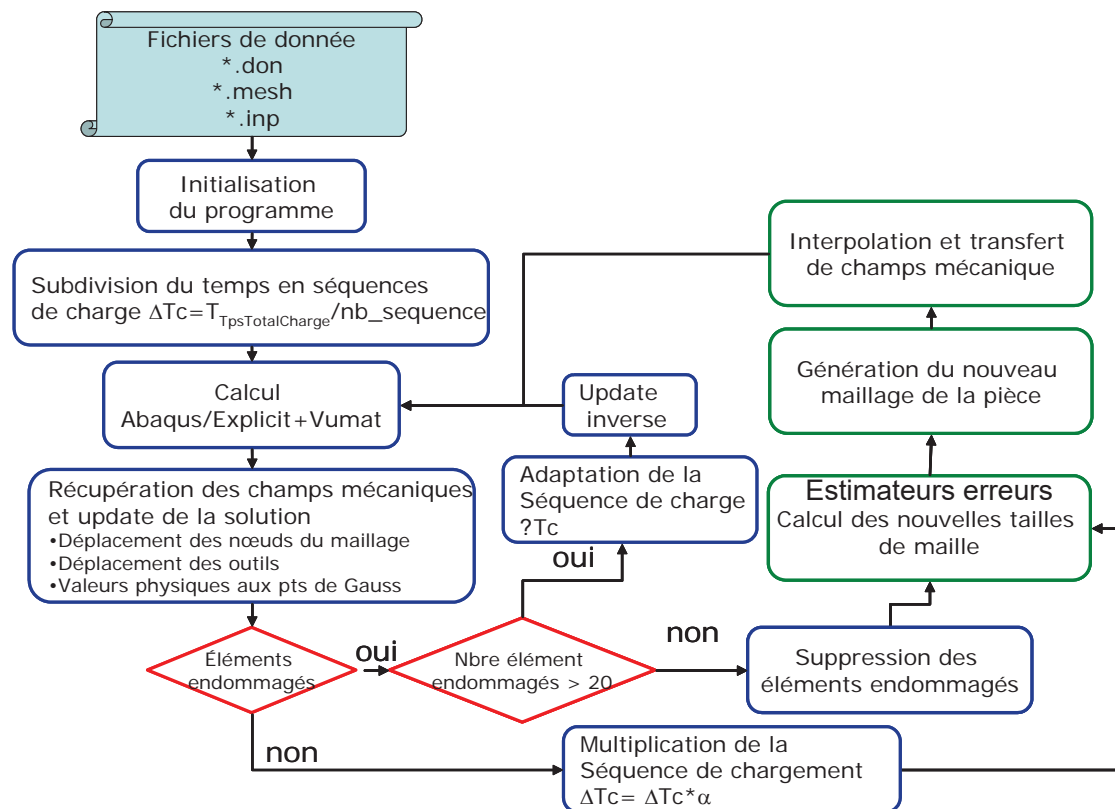 Fichiers de donnée
*.don
*.mesh
*.inp
Initialisation
du programme
Subdivision du temps en séquences
de charge ΔTc=T_TpsTotalCharge/nb_sequence
Calcul
Abaqus/Explicit+Vumat
Récupération des champs mécaniques
et update de la solution
•Déplacement des nœuds du maillage
•Déplacement des outils
•Valeurs physiques aux pts de Gauss
Éléments
endommagés
oui
non
Nbre élément
endommagés > 20
oui
non
Adaptation de la
Séquence de charge
?Tc
Update
inverse
Suppression des
éléments endommagés
Multiplication de la
Séquence de chargement
ΔTc= ΔTc*α
Estimateurs erreurs
Calcul des nouvelles tailles
de maille
Génération du nouveau
maillage de la pièce
Interpolation et transfert
de champs mécanique